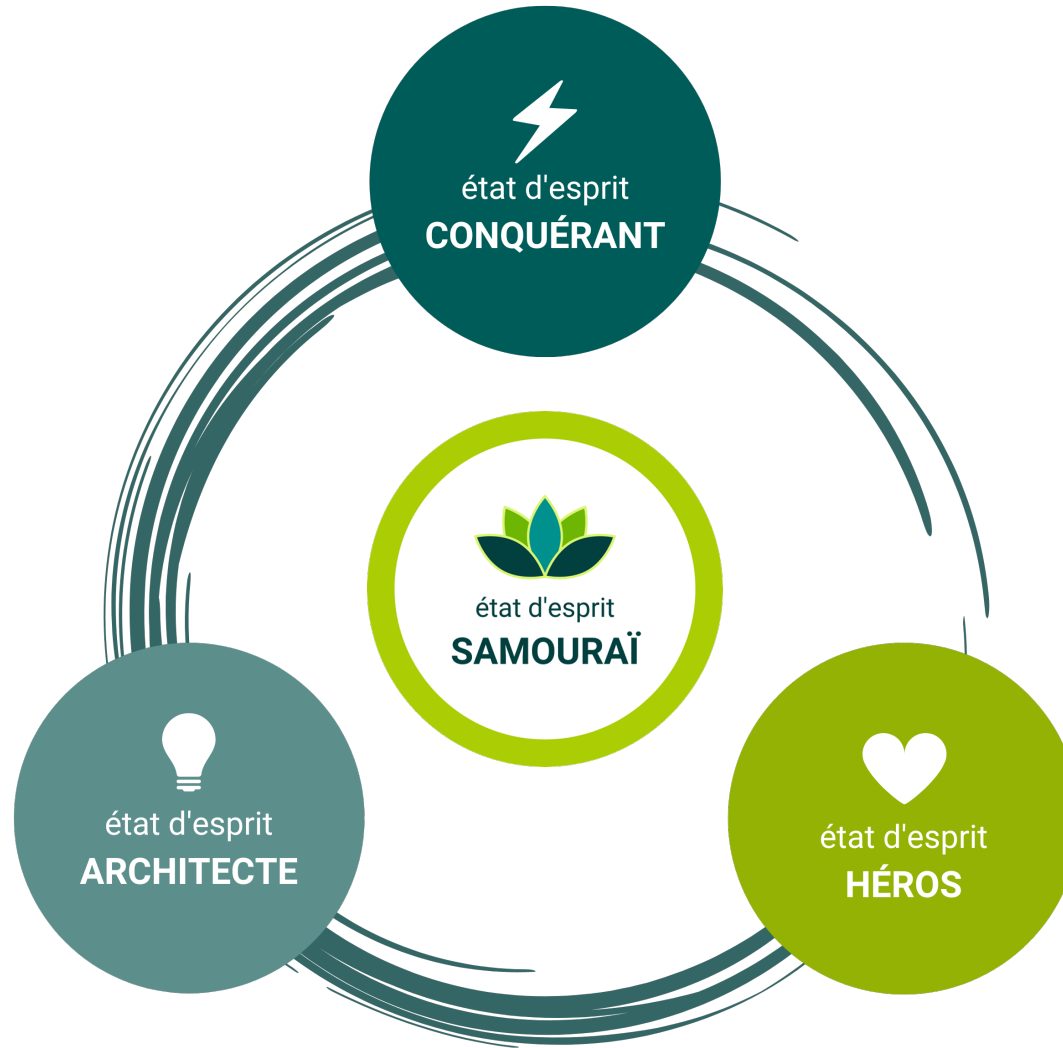 état d'esprit
CONQUÉRANT
état d'esprit
SAMOURAÏ
état d'esprit
ARCHITECTE
état d'esprit
HÉROS